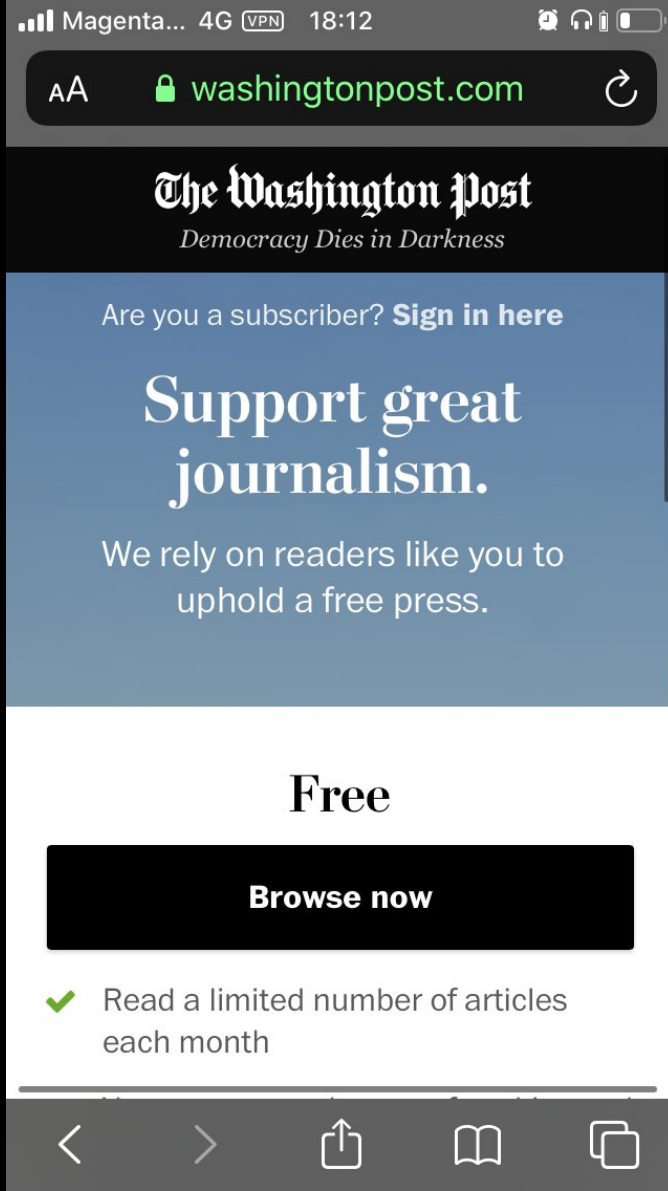 Magenta... 4G VPN 18:12
AA washingtonpost.com
The Washington Post
Democracy Dies in Darkness
Are you a subscriber? Sign in here
Support great
journalism.
We rely on readers like you to
uphold a free press.
Free
Browse now
Read a limited number of articles
each month